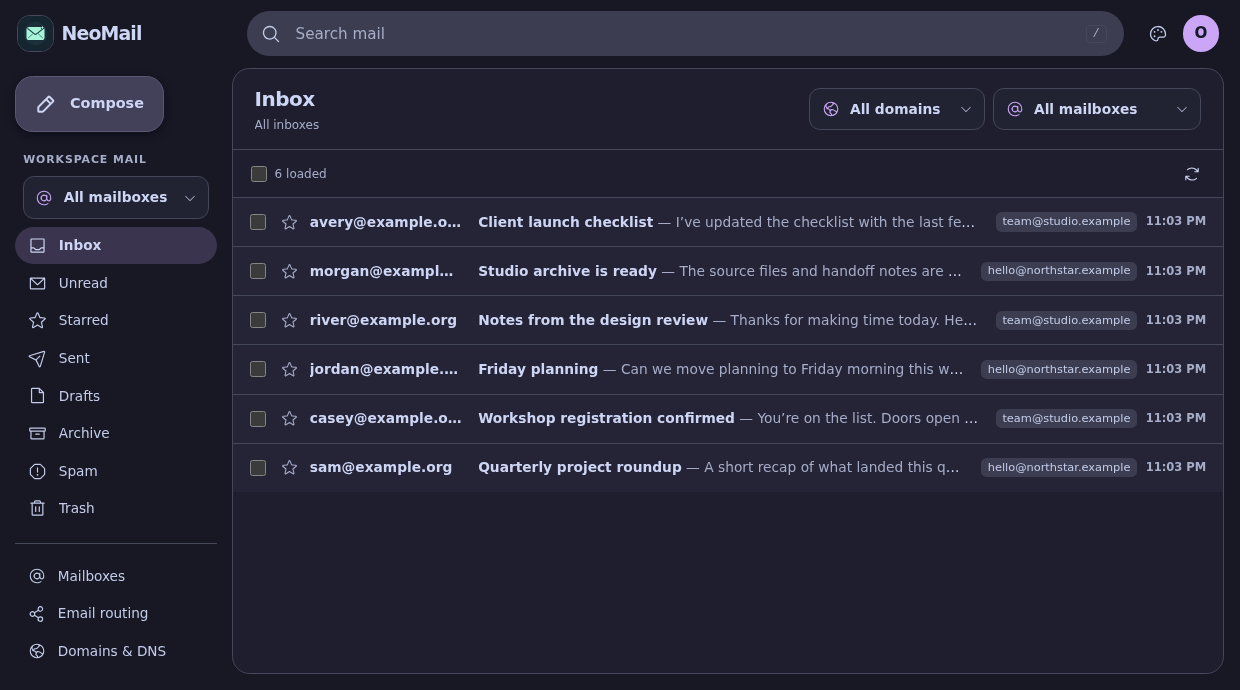 NeoMail
Search mail
/
O
Compose
WORKSPACE MAIL
All mailboxes
Inbox
Unread
Starred
Sent
Drafts
Archive
Spam
Trash
Mailboxes
Email routing
Domains & DNS
Inbox
All inboxes
All domains
All mailboxes
6 loaded
avery@example.o… Client launch checklist — I’ve updated the checklist with the last fe… team@studio.example 11:03 PM
morgan@exampl… Studio archive is ready — The source files and handoff notes are … hello@northstar.example 11:03 PM
river@example.org Notes from the design review — Thanks for making time today. He… team@studio.example 11:03 PM
jordan@example.… Friday planning — Can we move planning to Friday morning this w… hello@northstar.example 11:03 PM
casey@example.o… Workshop registration confirmed — You’re on the list. Doors open … team@studio.example 11:03 PM
sam@example.org Quarterly project roundup — A short recap of what landed this q… hello@northstar.example 11:03 PM